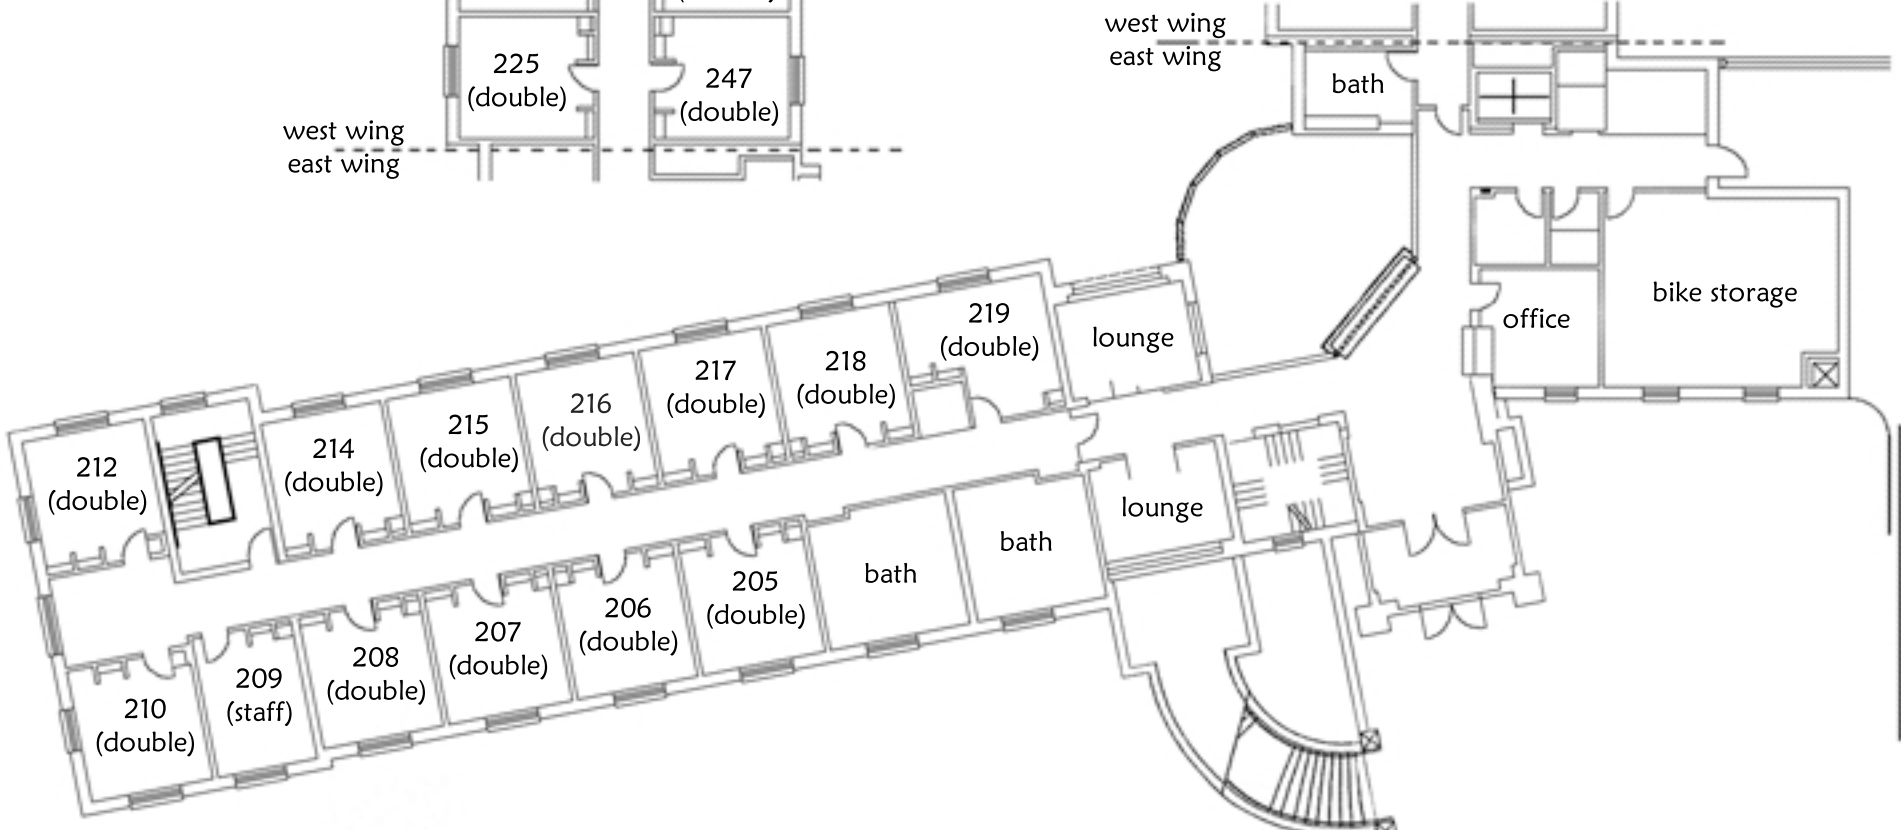 west wing
east wing
225
(double)
247
(double)
west wing
east wing
bath
bike storage
office
lounge
219
(double)
218
(double)
217
(double)
216
(double)
215
(double)
214
(double)
212
(double)
lounge
bath
bath
205
(double)
206
(double)
207
(double)
208
(double)
209
(staff)
210
(double)